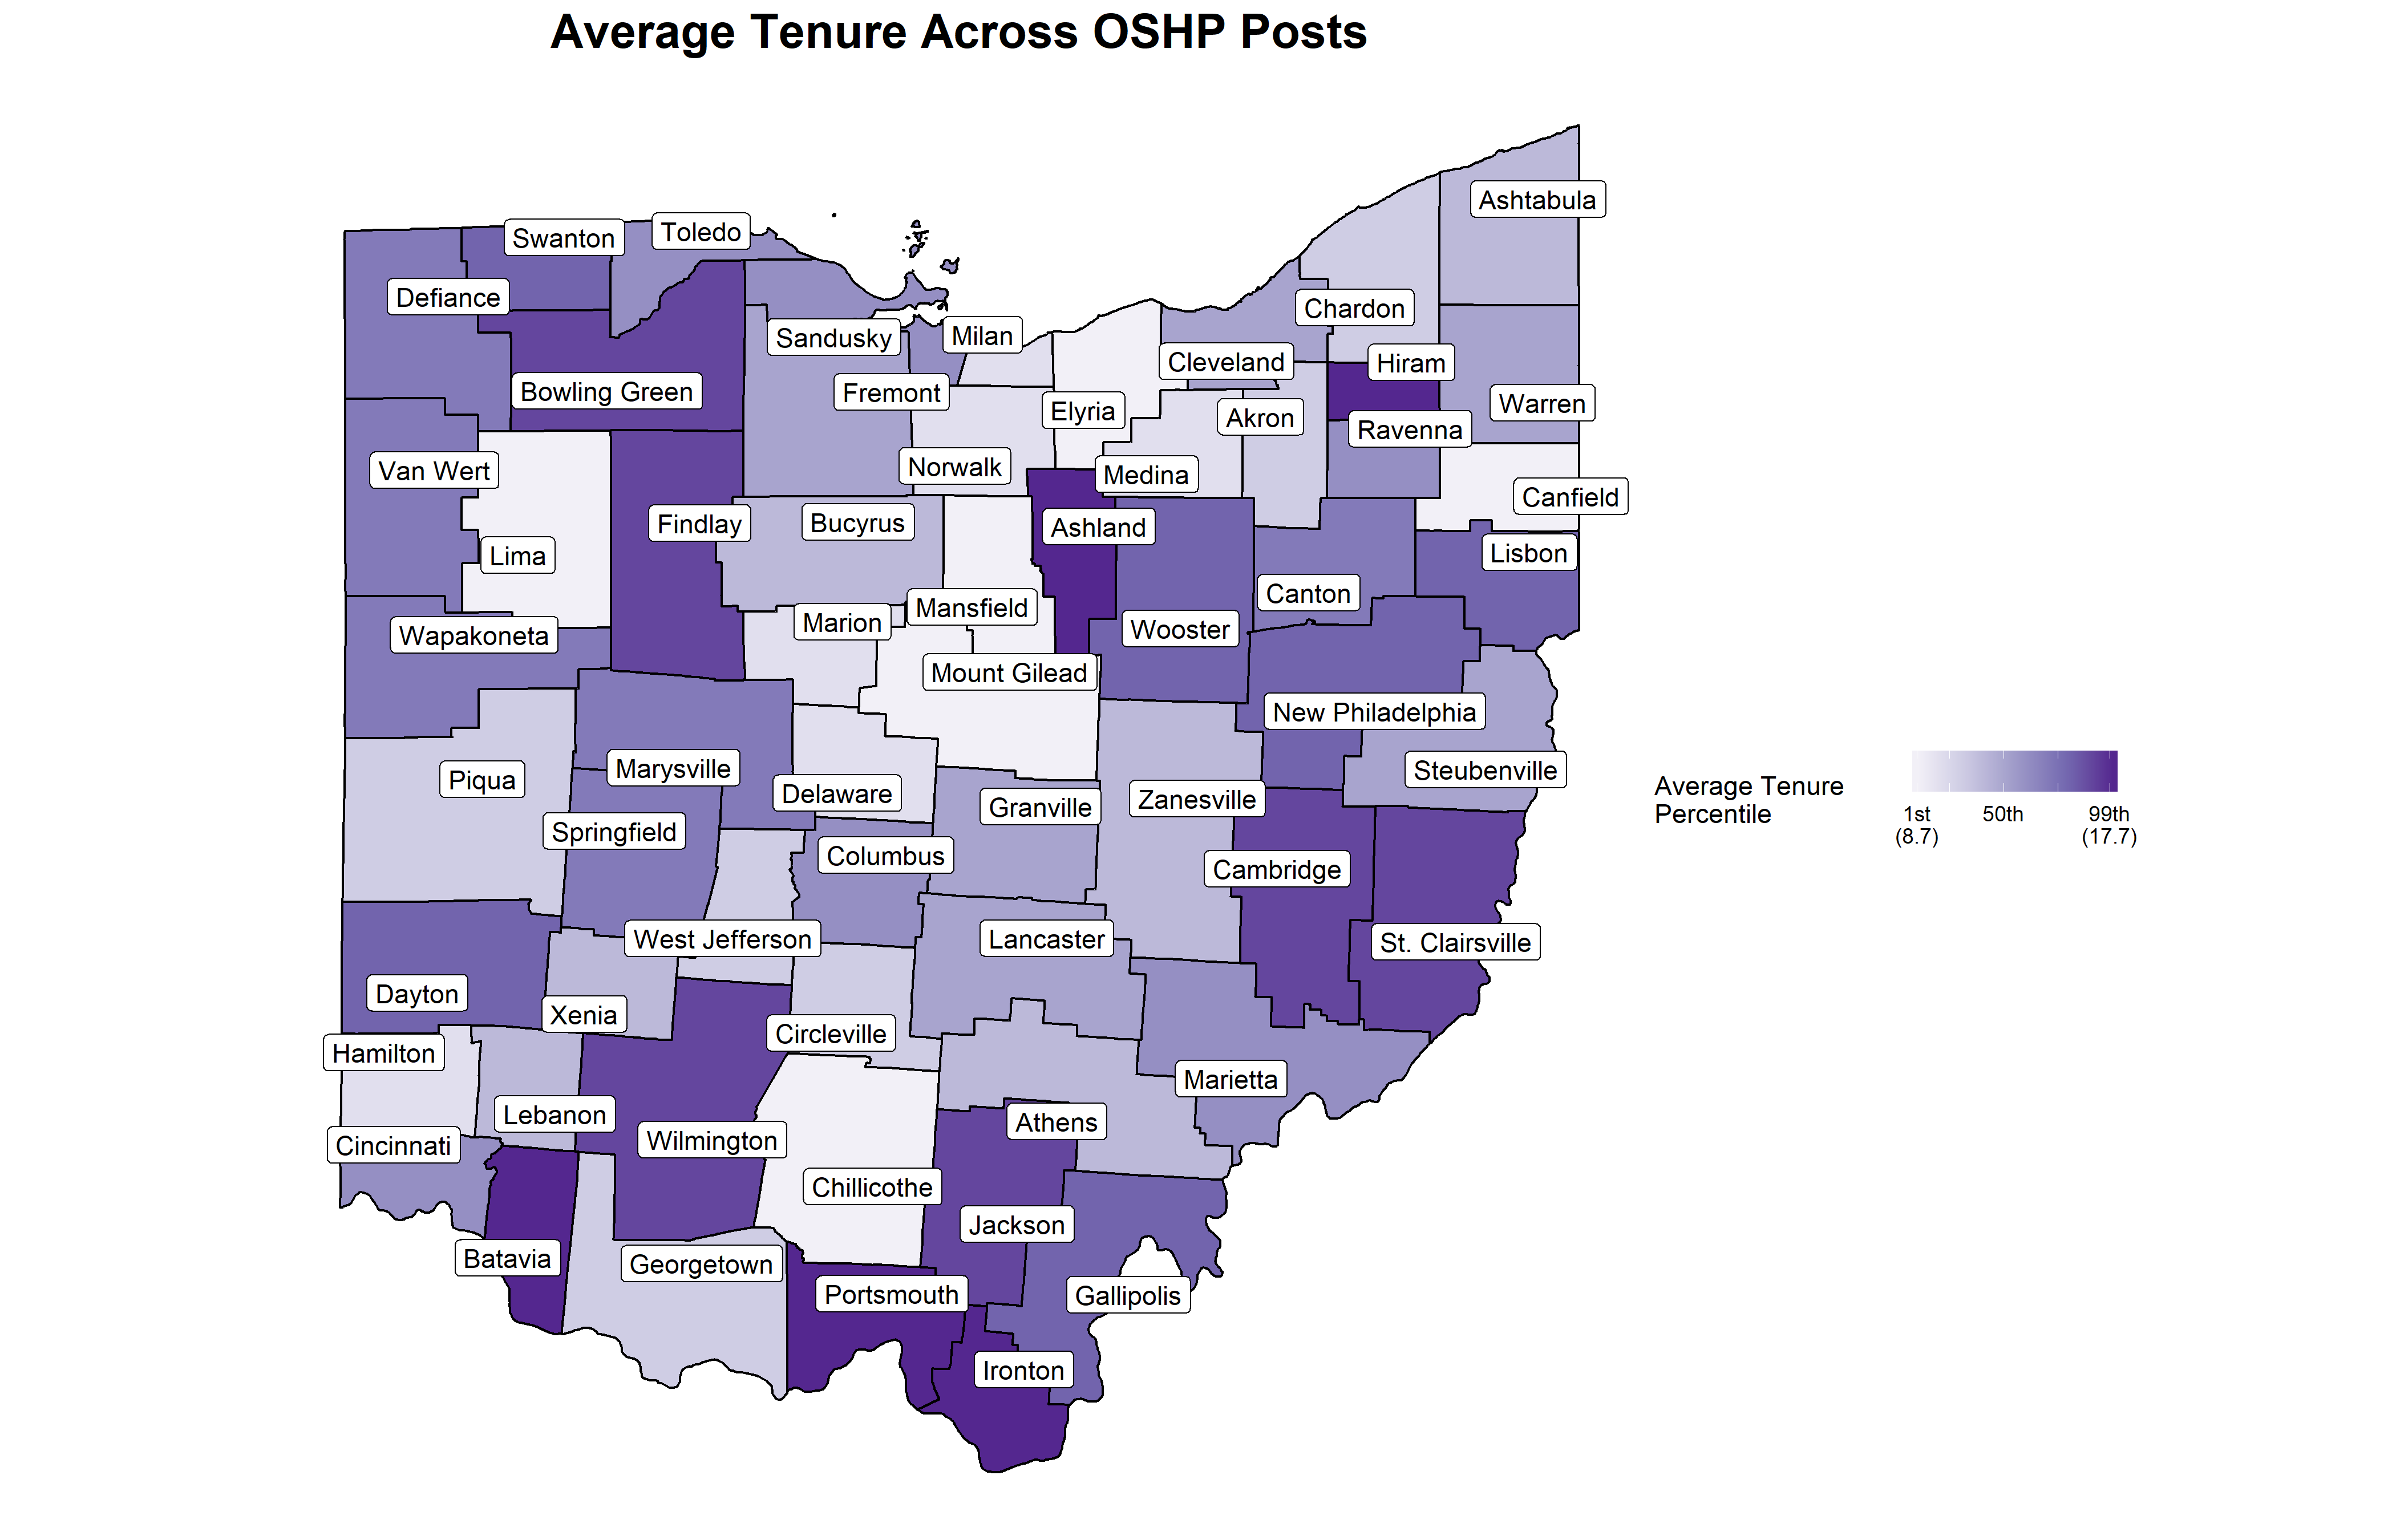 Average Tenure Across OSHP Posts
Ashtabula
Toledo
Swanton
Defiance
Chardon
Milan
Sandusky
Cleveland
Hiram
Bowling Green
Fremont
Warren
Elyria
Akron
Ravenna
Norwalk
Van Wert
Medina
Canfield
Bucyrus
Findlay
Ashland
Lisbon
Lima
Canton
Mansfield
Marion
Wooster
Wapakoneta
Mount Gilead
New Philadelphia
Marysville
Steubenville
Piqua
Delaware
Zanesville
Granville
Springfield
Columbus
Cambridge
West Jefferson
Lancaster
St. Clairsville
Dayton
Xenia
Circleville
Hamilton
Marietta
Lebanon
Athens
Wilmington
Cincinnati
Chillicothe
Jackson
Batavia
Georgetown
Portsmouth
Gallipolis
Ironton
Average Tenure
Percentile
1st 50th 99th
(8.7) (17.7)